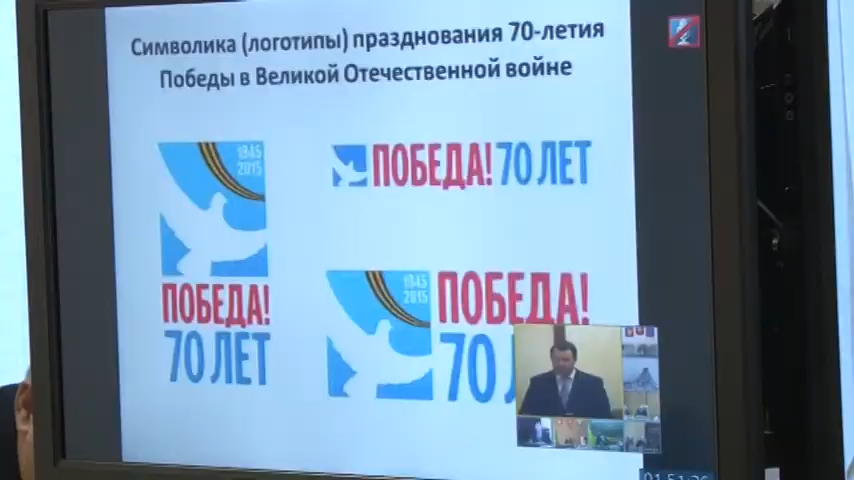 Символика (логотипы) празднования 70-летия
Победы в Великой Отечественной войне
1945
2015
ПОБЕДА!
70 ЛЕТ
ПОБЕДА! 70 ЛЕТ
1945
2015
ПОБЕДА!
70